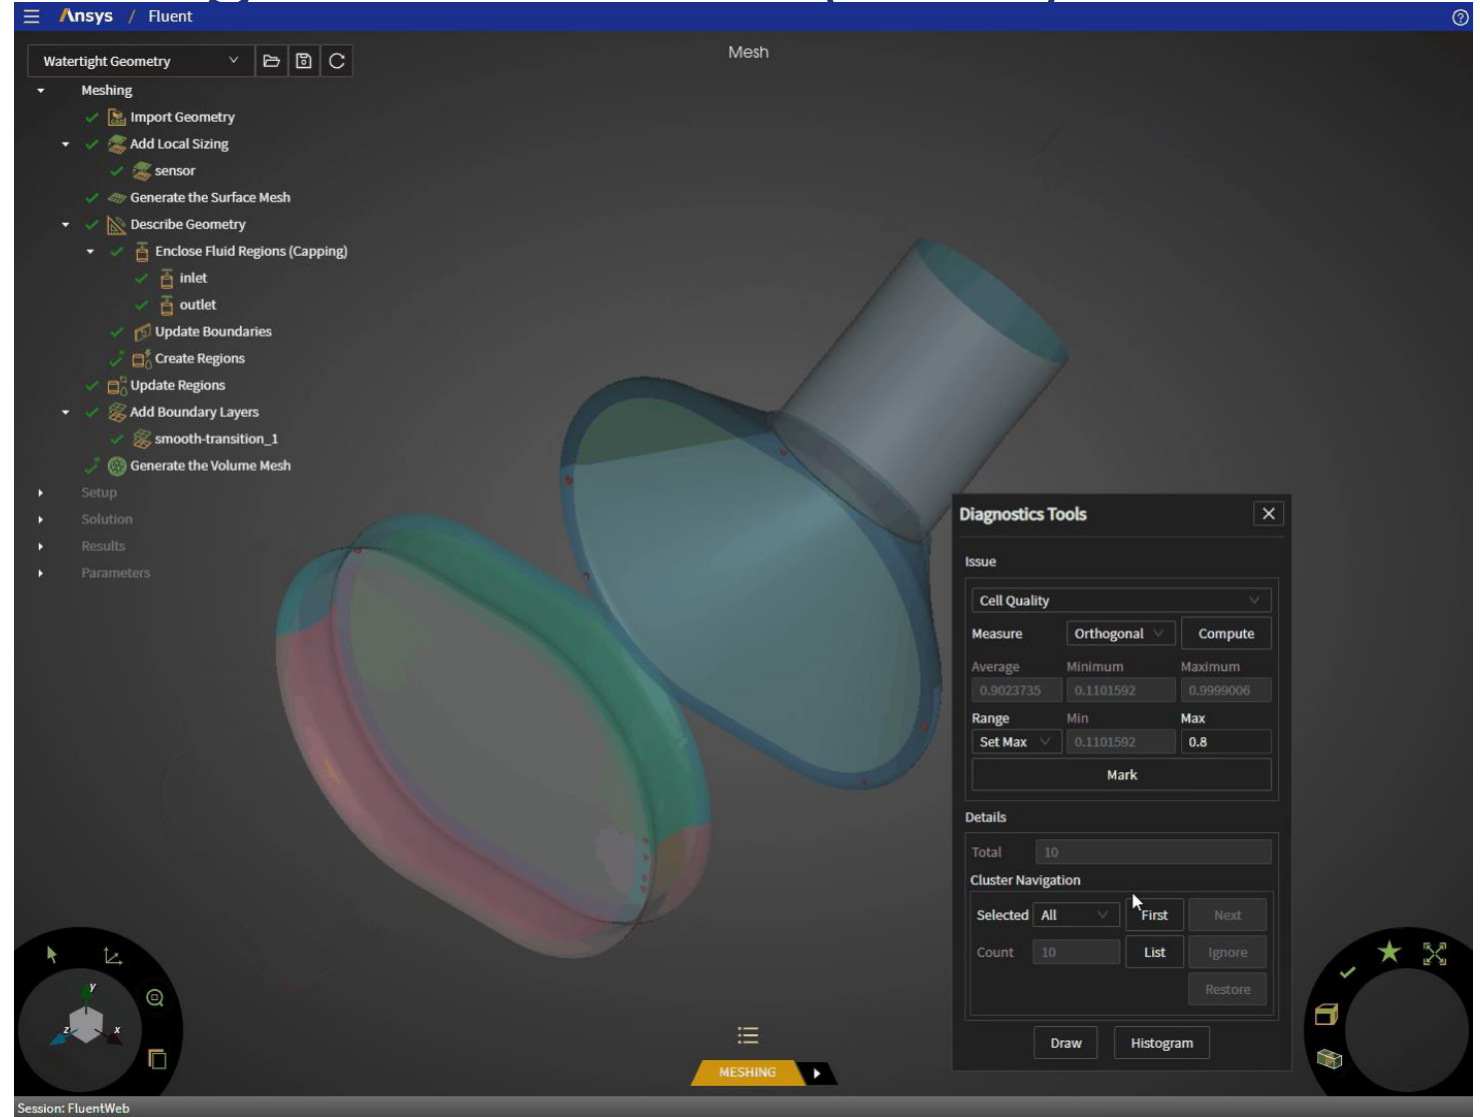 Ansys / Fluent
Mesh
Watertight Geometry
Meshing
Import Geometry
Add Local Sizing
sensor
Generate the Surface Mesh
Describe Geometry
Enclose Fluid Regions (Capping)
inlet
outlet
Update Boundaries
Create Regions
Update Regions
Add Boundary Layers
smooth-transition_1
Generate the Volume Mesh
Setup
Solution
Results
Parameters
Diagnostics Tools
Issue
Cell Quality
Measure Orthogonal Compute
Average Minimum Maximum
0.9023735 0.1101592 0.9999006
Range Min Max
Set Max 0.1101592 0.8
Mark
Details
Total 10
Cluster Navigation
Selected All First Next
Count 10 List Ignore
Restore
Draw Histogram
y
z x
MESHING
Session: FluentWeb